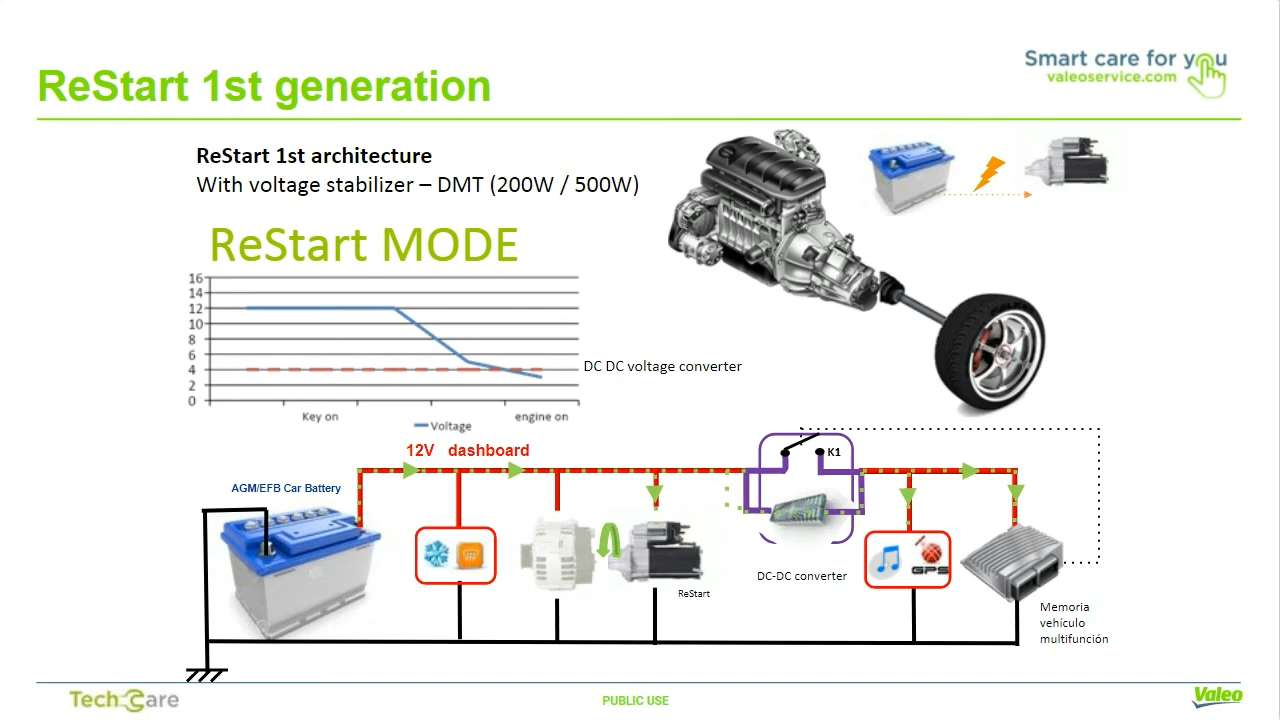 ReStart 1st generation
Smart care for you
valeoservice.com
ReStart 1st architecture
With voltage stabilizer – DMT (200W / 500W)
ReStart MODE
16
14
12
10
8
6
4
2
0
DC DC voltage converter
Key on
engine on
Voltage
12V dashboard
K1
AGM/EFB Car Battery
GPS
DC-DC converter
ReStart
Memoria
vehículo
multifunción
Tech Care
PUBLIC USE
Valeo